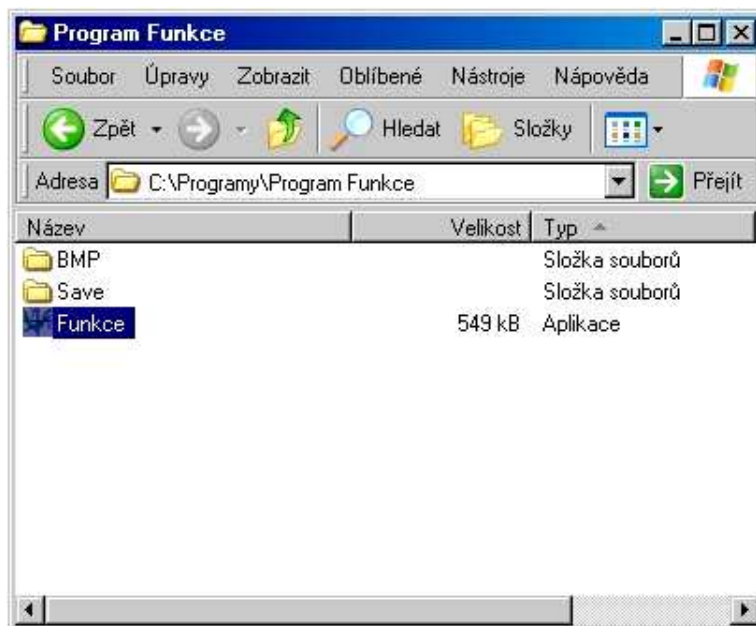 Program Funkce
Soubor Úpravy Zobrazit Oblíbené Nástroje Nápověda
Zpět Hledat Složky
Adresa C:\Programy\Program Funkce Přejít
Název Velikost Typ
BMP Složka souborů
Save Složka souborů
Funkce 549 kB Aplikace